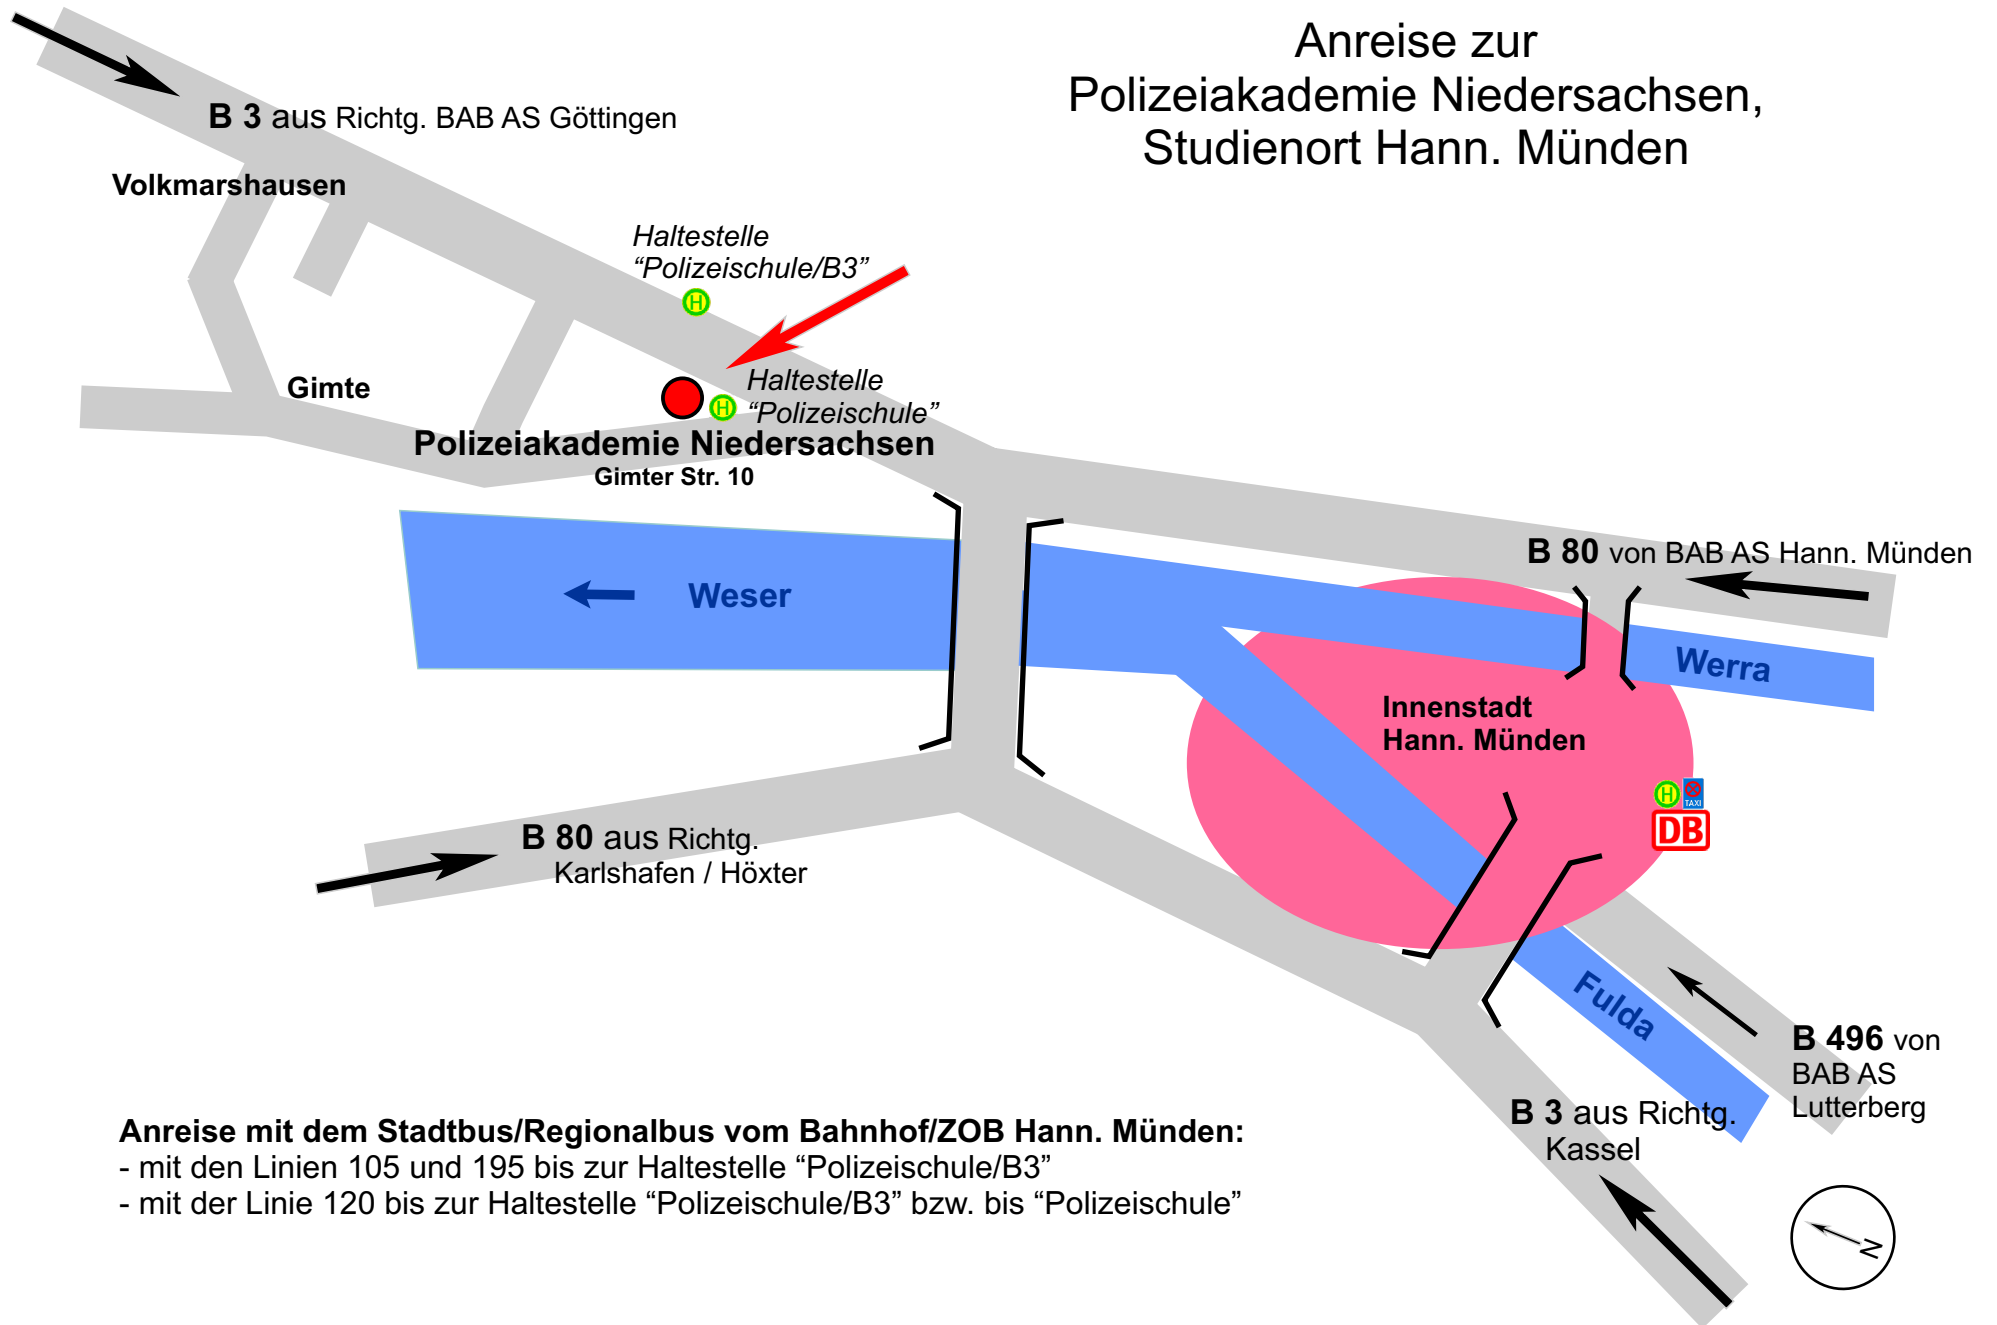 Anreise zur
Polizeiakademie Niedersachsen,
Studienort Hann. Münden
B 3 aus Richtg. BAB AS Göttingen
Volkmarshausen
Haltestelle
“Polizeischule/B3”
H
Gimte
Haltestelle
“Polizeischule”
H
Polizeiakademie Niedersachsen
Gimter Str. 10
B 80 von BAB AS Hann. Münden
Weser
Werra
Innenstadt
Hann. Münden
H
TAXI
DB
B 80 aus Richtg.
Karlshafen / Höxter
Fulda
B 496 von
BAB AS
Lutterberg
B 3 aus Richtg.
Kassel
Anreise mit dem Stadtbus/Regionalbus vom Bahnhof/ZOB Hann. Münden:
- mit den Linien 105 und 195 bis zur Haltestelle “Polizeischule/B3”
- mit der Linie 120 bis zur Haltestelle “Polizeischule/B3” bzw. bis “Polizeischule”
N